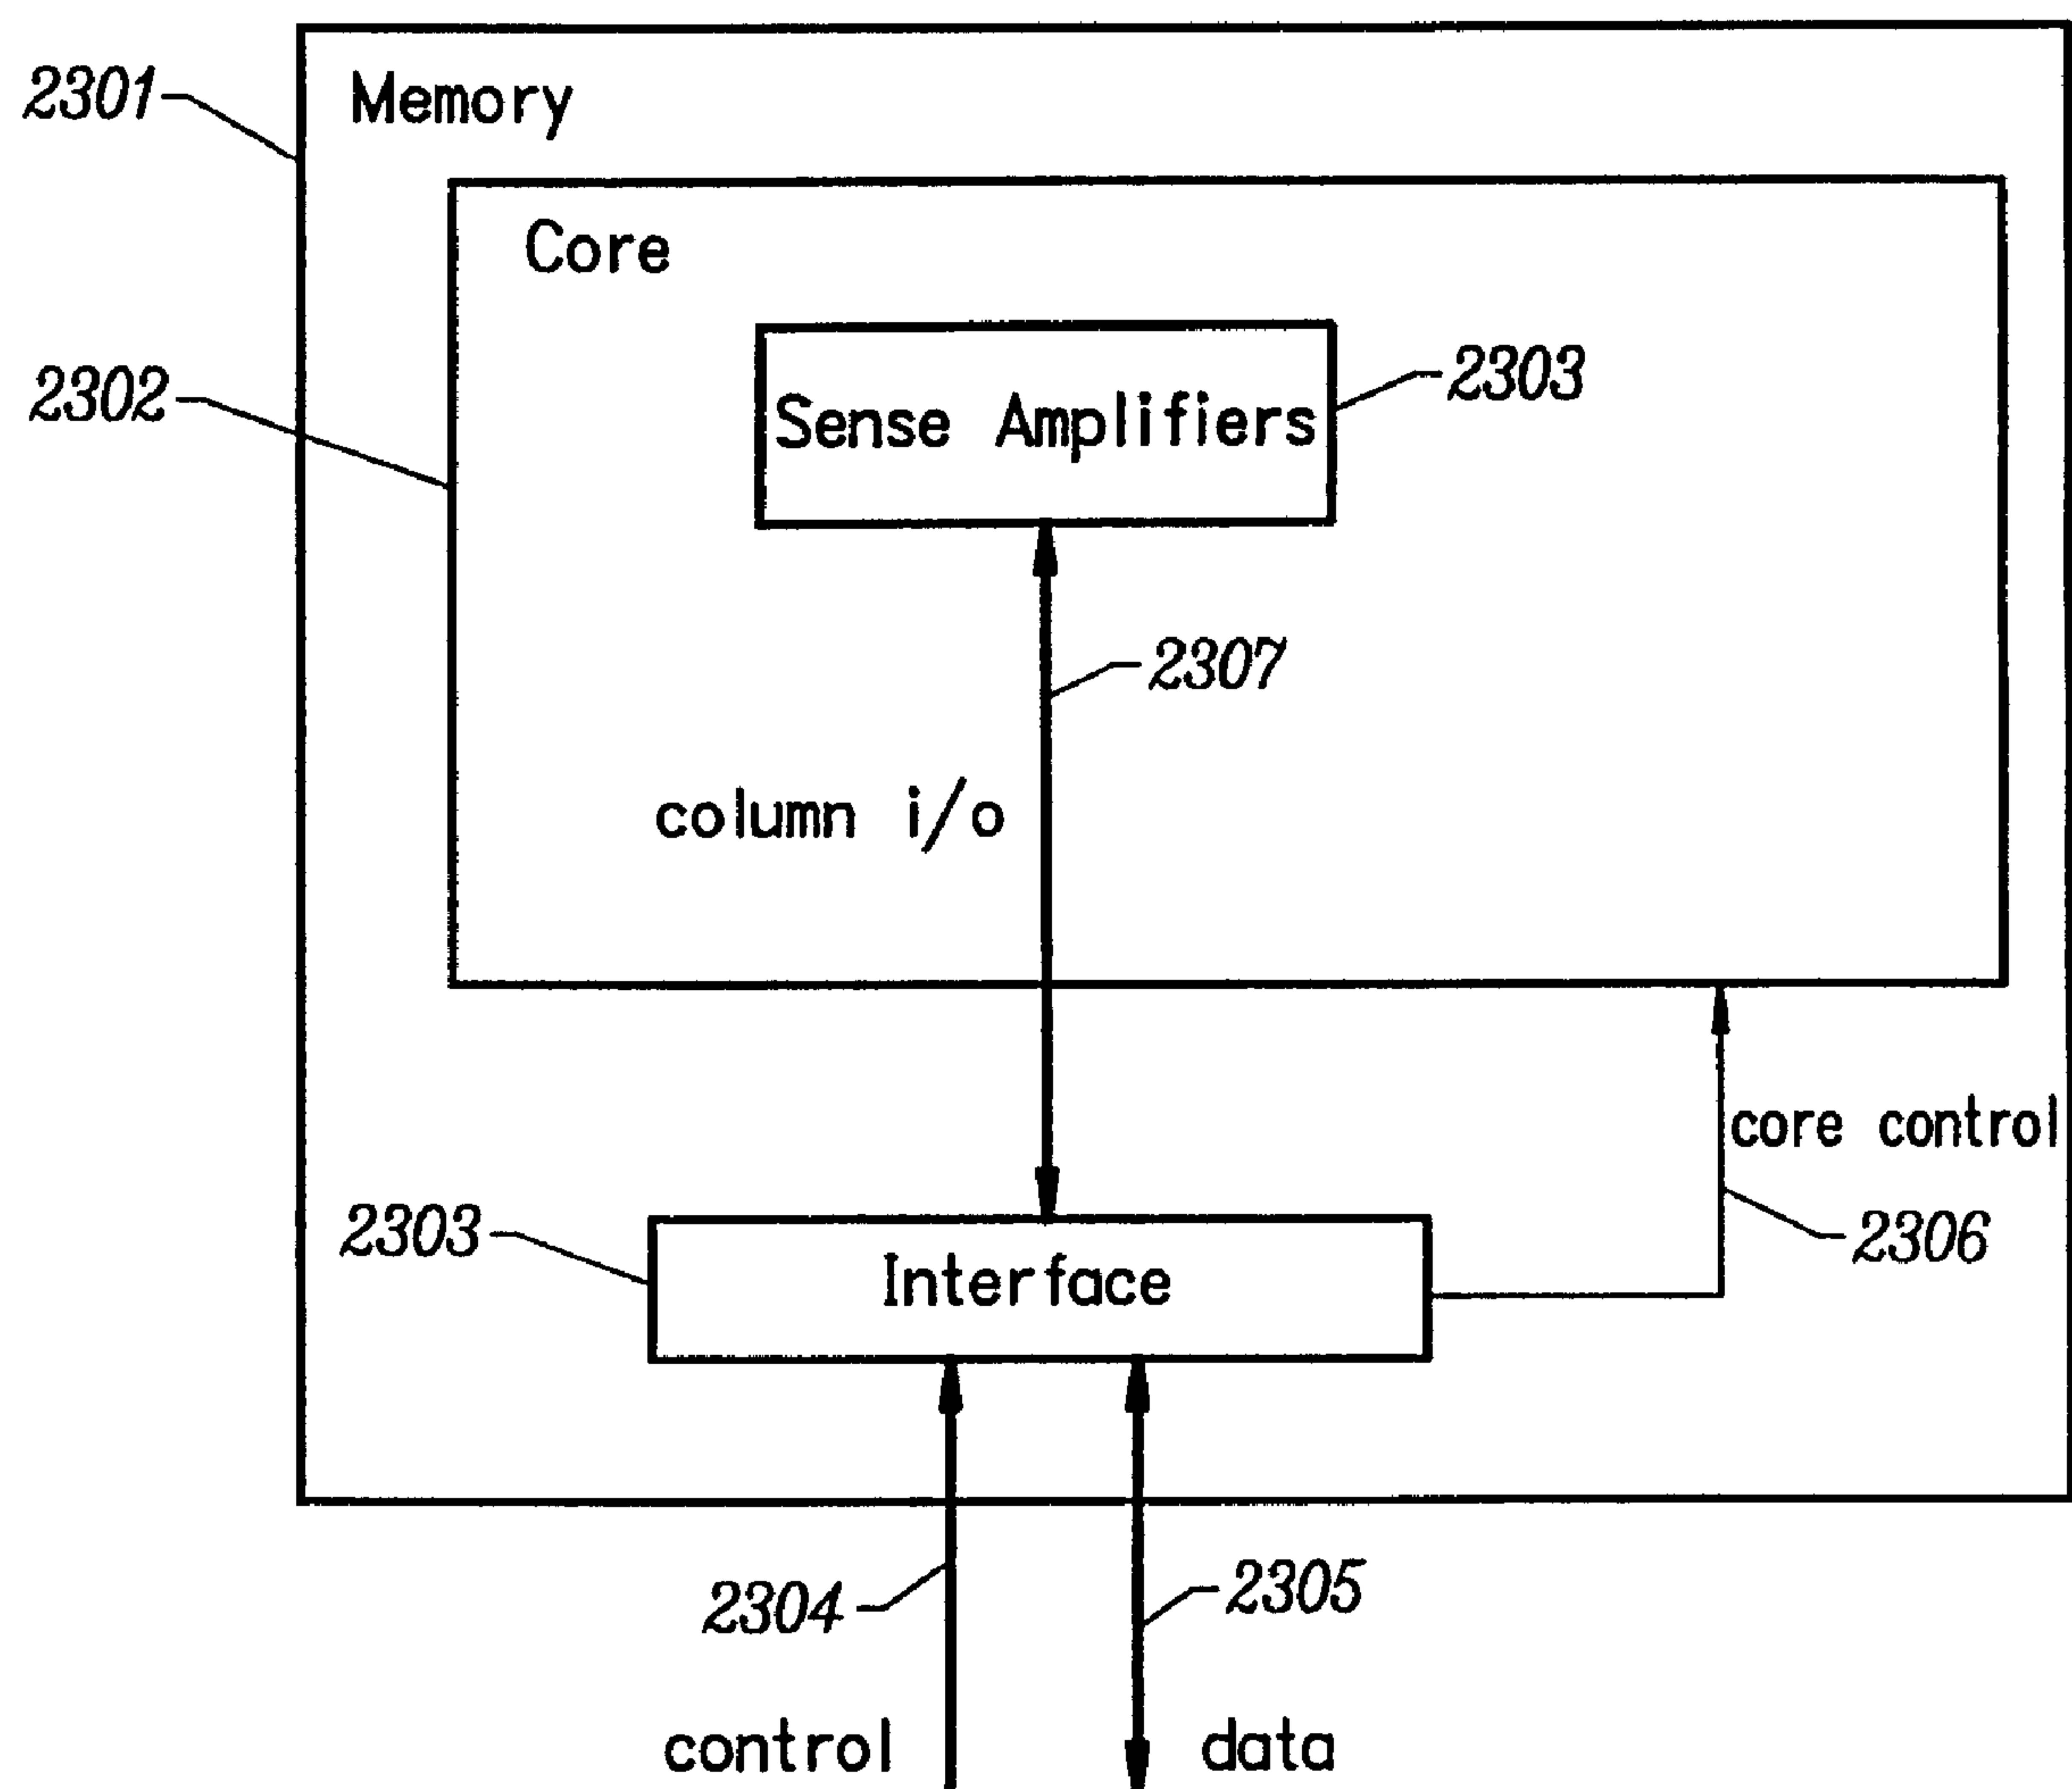 2301
Memory
Core
2302
Sense Amplifiers
2303
2307
column i/o
core control
2303
Interface
2306
2304
2305
control
data